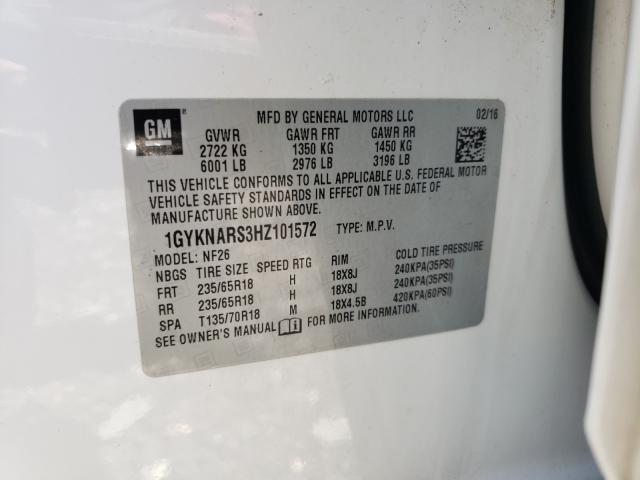 GM ®
MFD BY GENERAL MOTORS LLC 02/16
GVWR GAWR FRT GAWR RR
2722 KG 1350 KG 1450 KG
6001 LB 2976 LB 3196 LB
THIS VEHICLE CONFORMS TO ALL APPLICABLE U.S. FEDERAL MOTOR
VEHICLE SAFETY STANDARDS IN EFFECT ON THE DATE OF
MANUFACTURE SHOWN ABOVE.
1GYKNARS3HZ101572 TYPE: M.P.V.
MODEL: NF26
NBGS TIRE SIZE SPEED RTG RIM COLD TIRE PRESSURE
FRT 235/65R18 H 18X8J 240KPA(35PSI)
RR 235/65R18 H 18X8J 240KPA(35PSI)
SPA T135/70R18 M 18X4.5B 420KPA(60PSI)
SEE OWNER'S MANUAL FOR MORE INFORMATION.